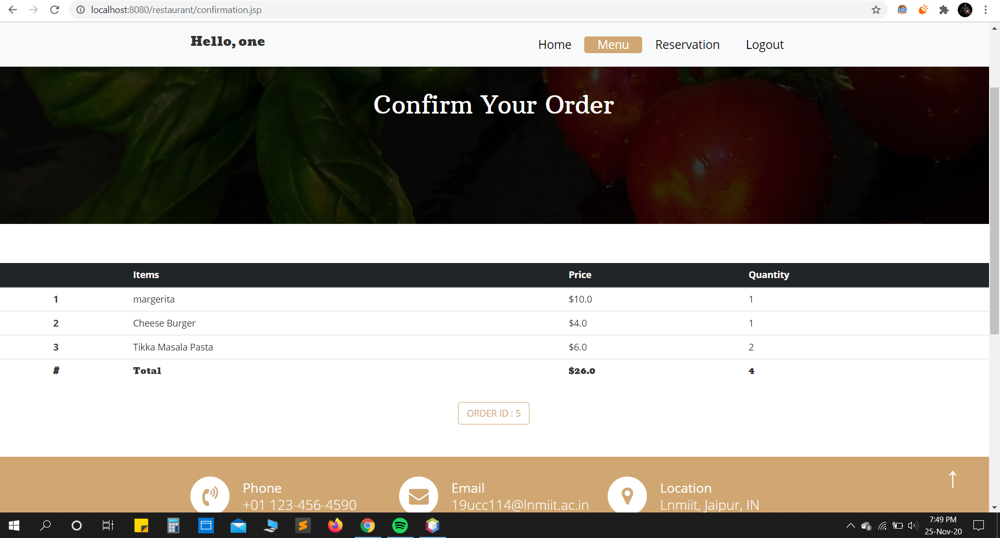 localhost:8080/restaurant/confirmation.jsp
Hello, one
Home Menu Reservation Logout
Confirm Your Order
Items Price Quantity
1 margerita $10.0 1
2 Cheese Burger $4.0 1
3 Tikka Masala Pasta $6.0 2
# Total $26.0 4
ORDER ID : 5
Phone
+01 123-456-4590
Email
19ucc114@lnmiit.ac.in
Location
Lnmiit, Jaipur, IN
7:49 PM
25-Nov-20